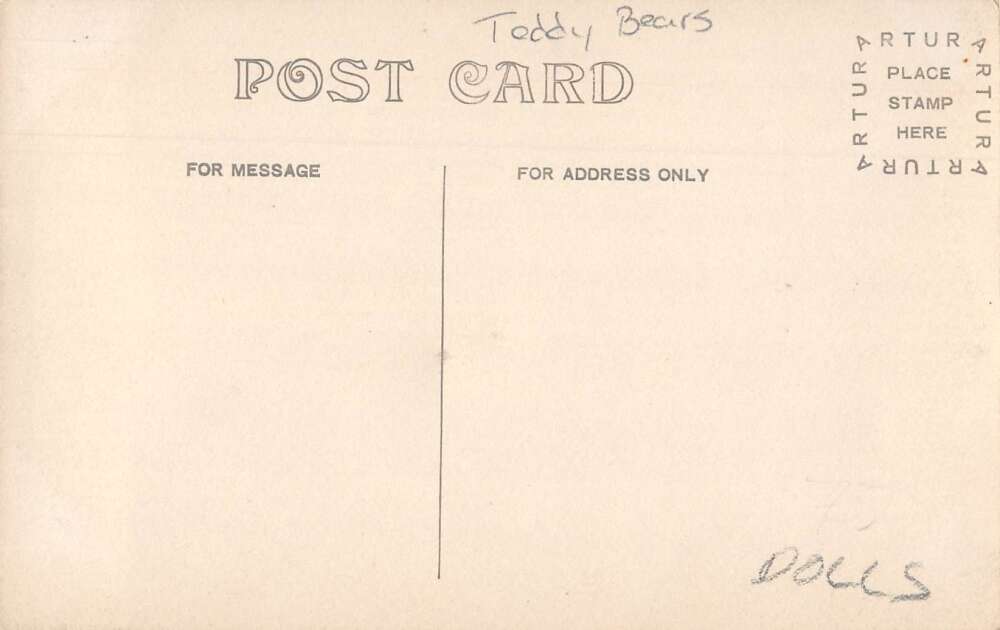 Teddy Bears
POST CARD
ARTURA
ARTURA
ARTURA
ARTURA
PLACE
STAMP
HERE
FOR MESSAGE
FOR ADDRESS ONLY
DOLLS